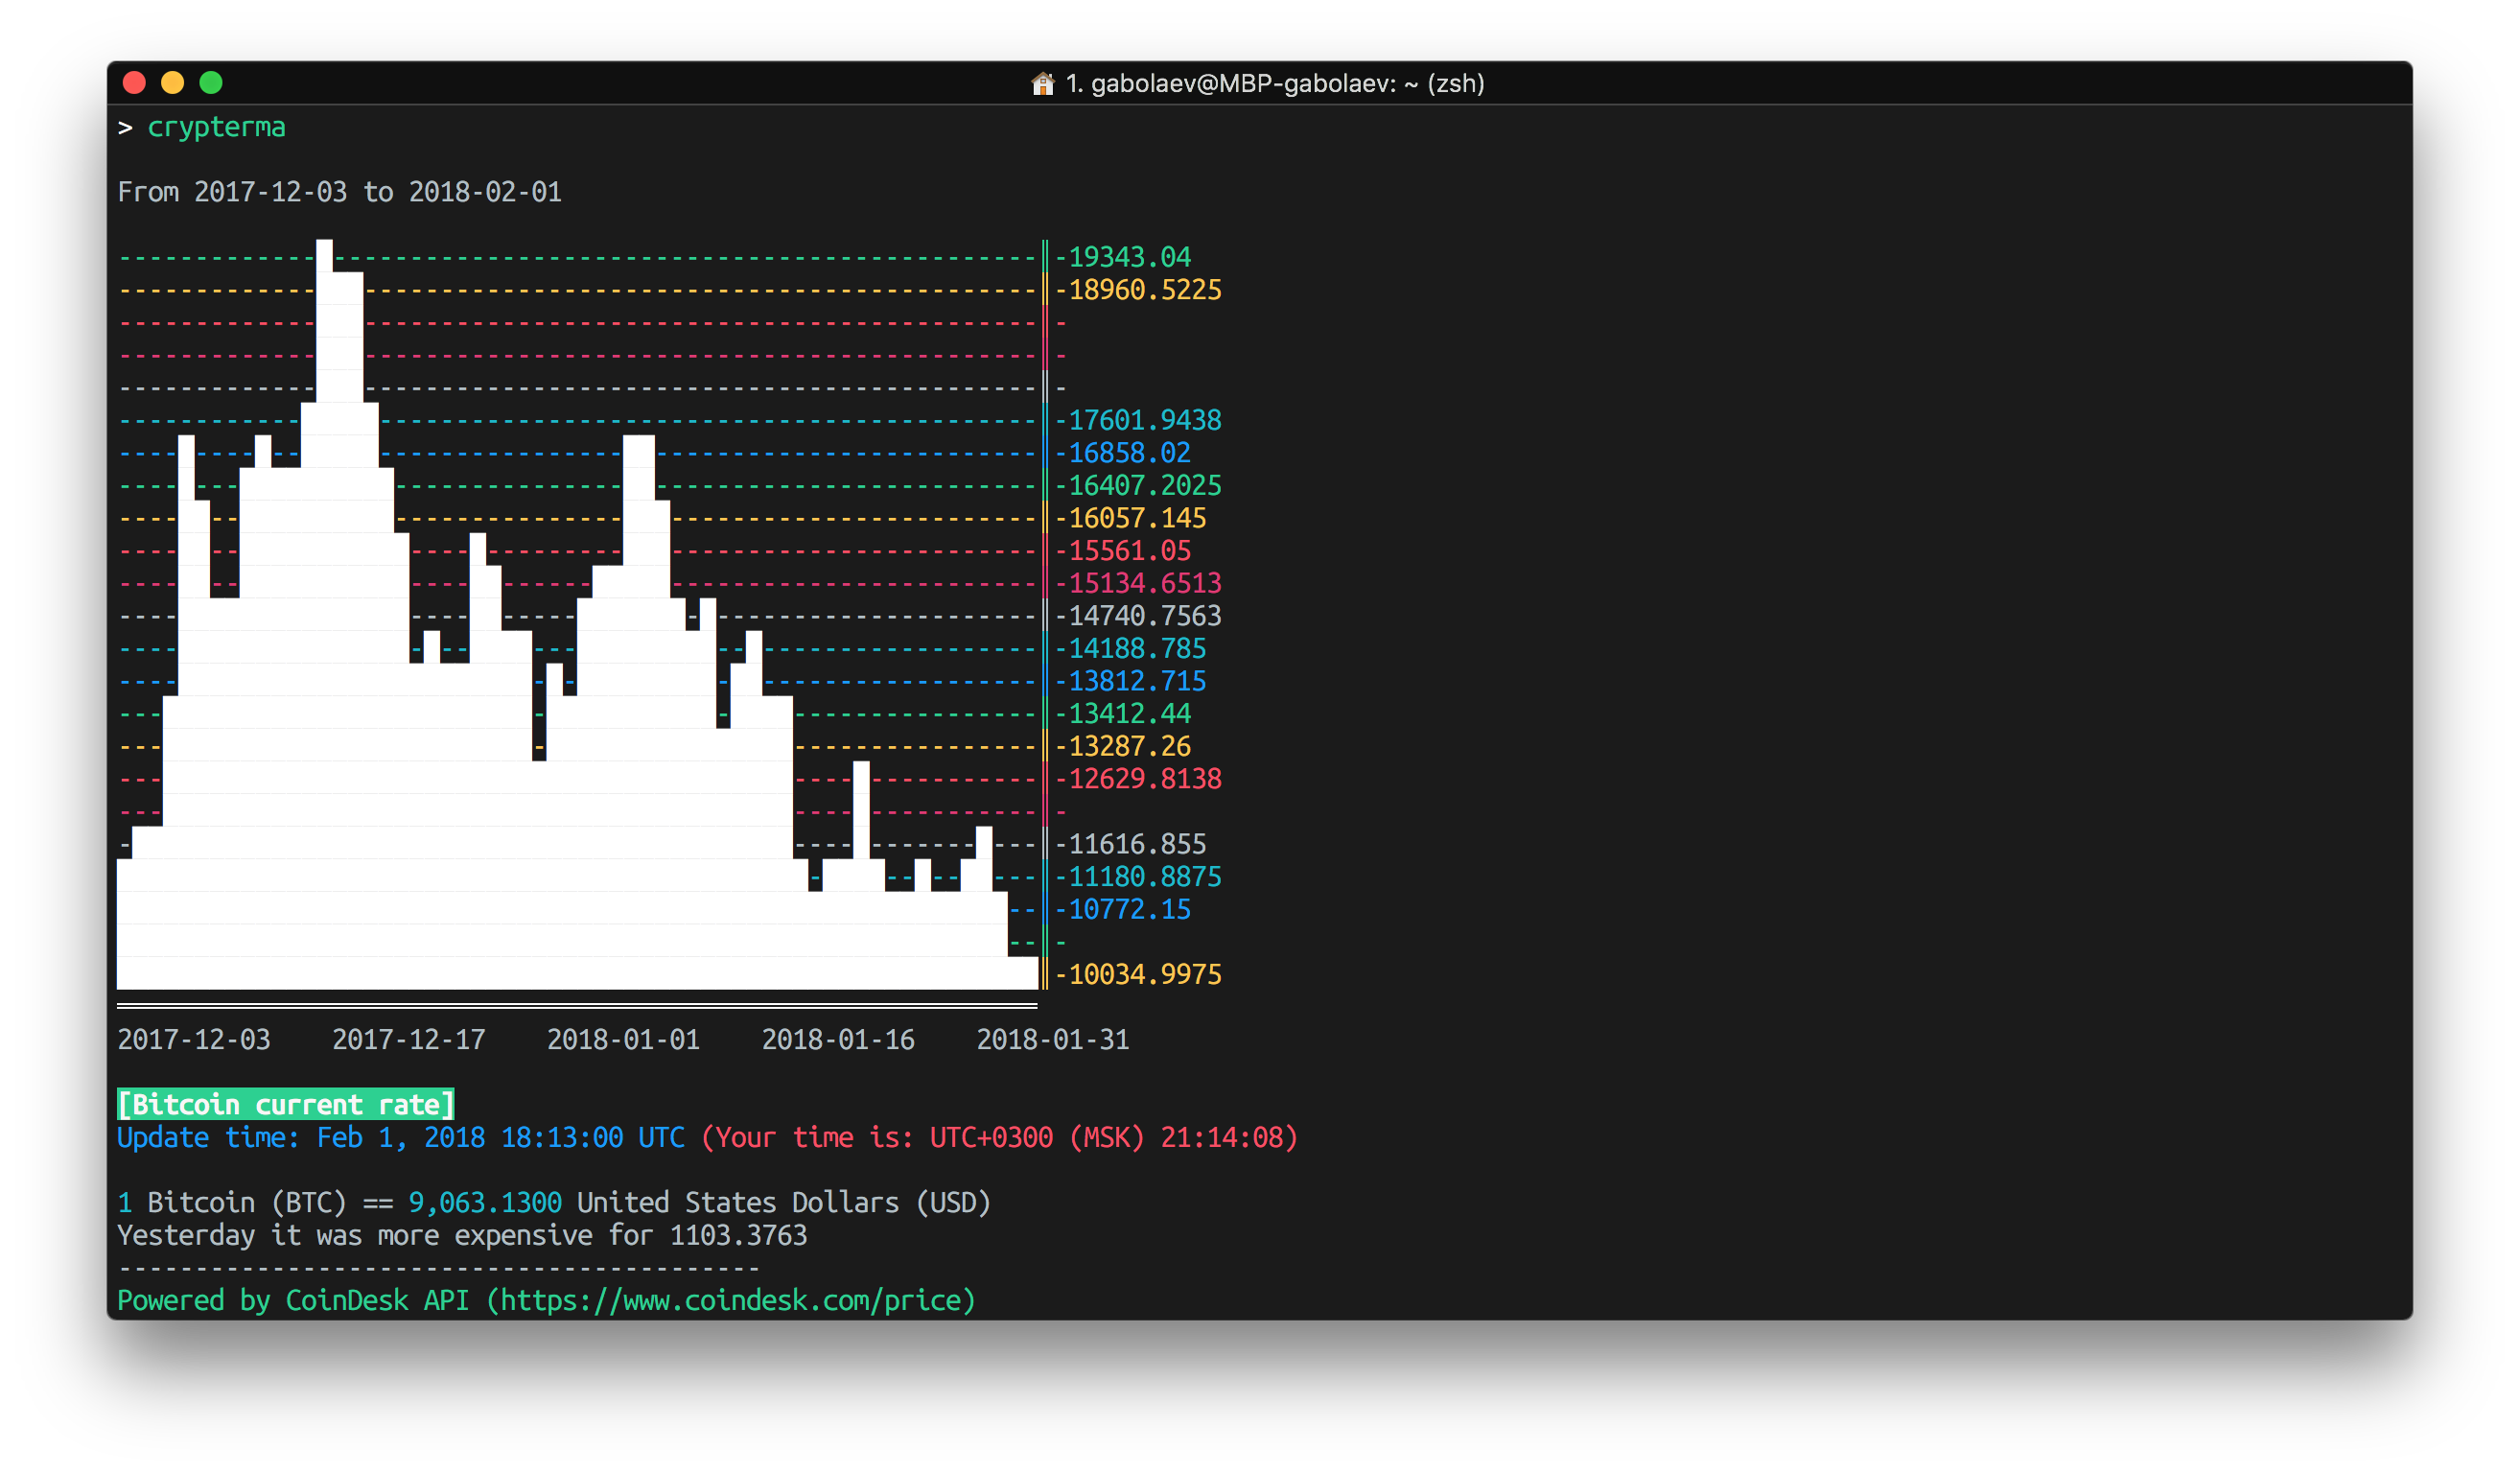 1. gabolaev@MBP-gabolaev: ~ (zsh)
> crypterma
From 2017-12-03 to 2018-02-01
-19343.04
-18960.5225
-
-
-
-17601.9438
-16858.02
-16407.2025
-16057.145
-15561.05
-15134.6513
-14740.7563
-14188.785
-13812.715
-13412.44
-13287.26
-12629.8138
-
-11616.855
-11180.8875
-10772.15
-
-10034.9975
2017-12-03 2017-12-17 2018-01-01 2018-01-16 2018-01-31
[Bitcoin current rate]
Update time: Feb 1, 2018 18:13:00 UTC (Your time is: UTC+0300 (MSK) 21:14:08)
1 Bitcoin (BTC) == 9,063.1300 United States Dollars (USD)
Yesterday it was more expensive for 1103.3763
------------------------------------------
Powered by CoinDesk API (https://www.coindesk.com/price)